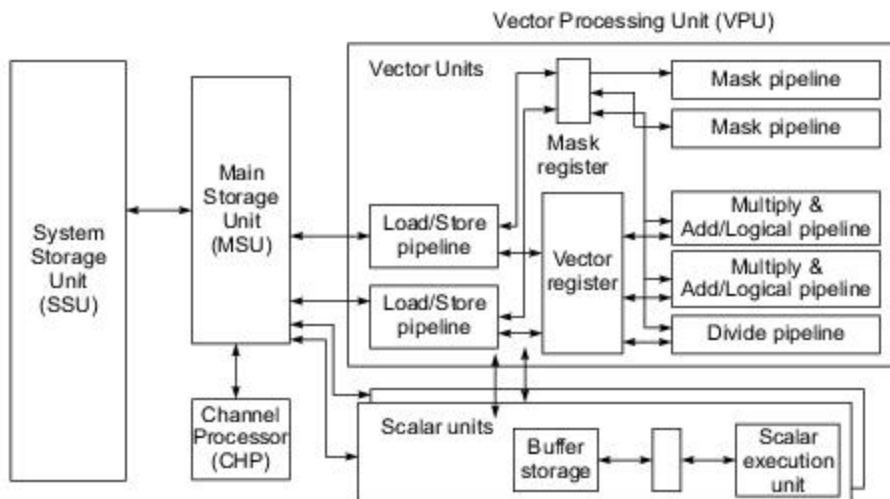 Vector Processing Unit (VPU)
Vector Units
Mask pipeline
Mask pipeline
Mask
register
Main
Storage
Unit
(MSU)
System
Storage
Unit
(SSU)
Load/Store
pipeline
Load/Store
pipeline
Vector
register
Multiply &
Add/Logical pipeline
Multiply &
Add/Logical pipeline
Divide pipeline
Channel
Processor
(CHP)
Scalar units
Buffer
storage
Scalar
execution
unit